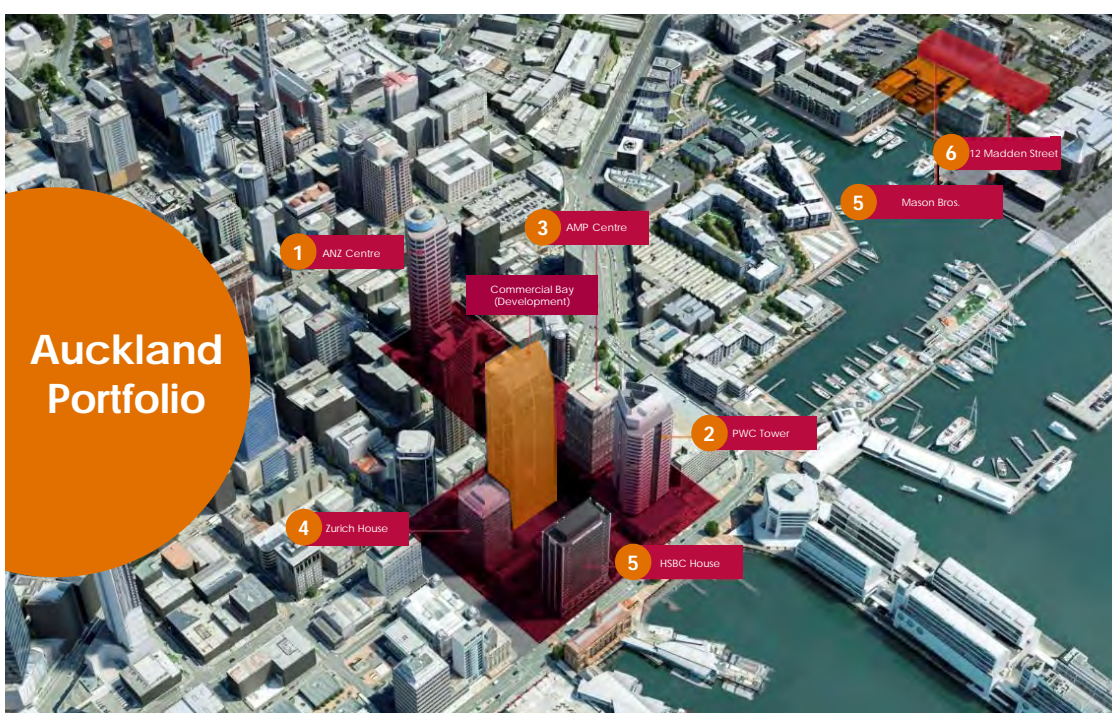 Auckland
Portfolio
1 ANZ Centre
3 AMP Centre
Commercial Bay
(Development)
2 PWC Tower
4 Zurich House
5 HSBC House
6 12 Madden Street
5 Mason Bros.